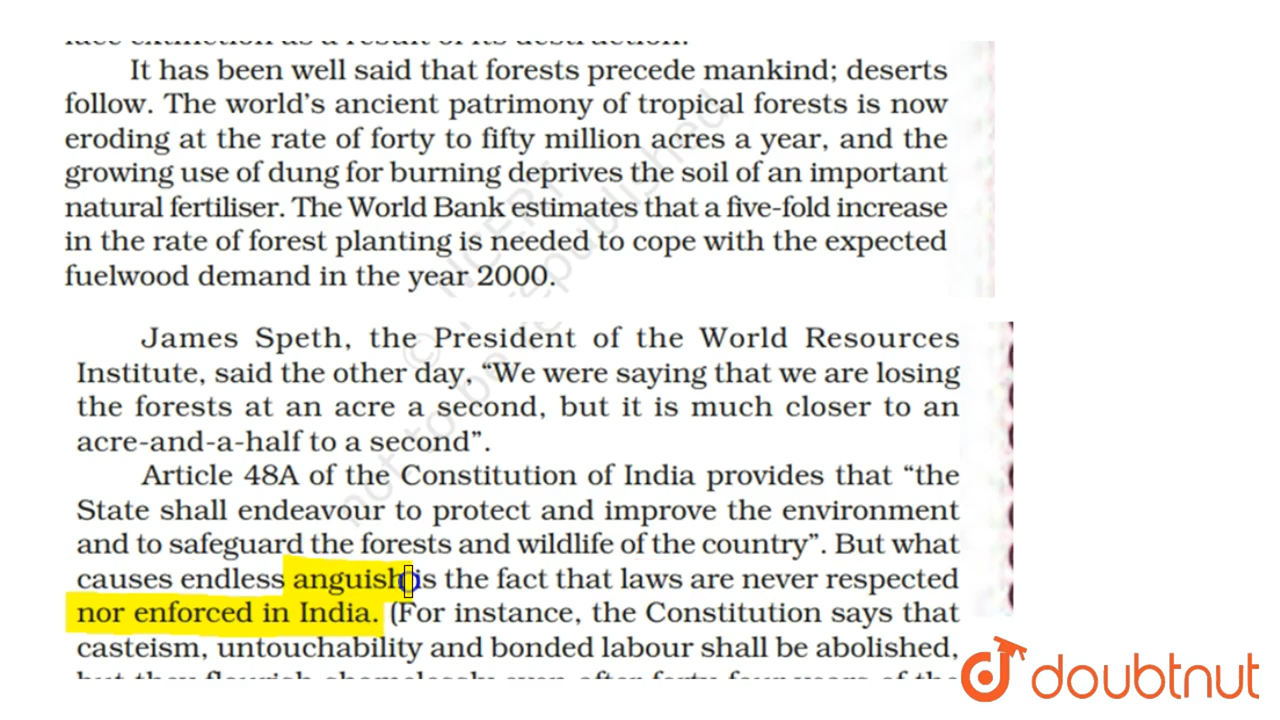 It has been well said that forests precede mankind; deserts
follow. The world's ancient patrimony of tropical forests is now
eroding at the rate of forty to fifty million acres a year, and the
growing use of dung for burning deprives the soil of an important
natural fertiliser. The World Bank estimates that a five-fold increase
in the rate of forest planting is needed to cope with the expected
fuelwood demand in the year 2000.
James Speth, the President of the World Resources
Institute, said the other day, “We were saying that we are losing
the forests at an acre a second, but it is much closer to an
acre-and-a-half to a second”.
Article 48A of the Constitution of India provides that “the
State shall endeavour to protect and improve the environment
and to safeguard the forests and wildlife of the country”. But what
causes endless anguish is the fact that laws are never respected
nor enforced in India. (For instance, the Constitution says that
casteism, untouchability and bonded labour shall be abolished,
doubtnut